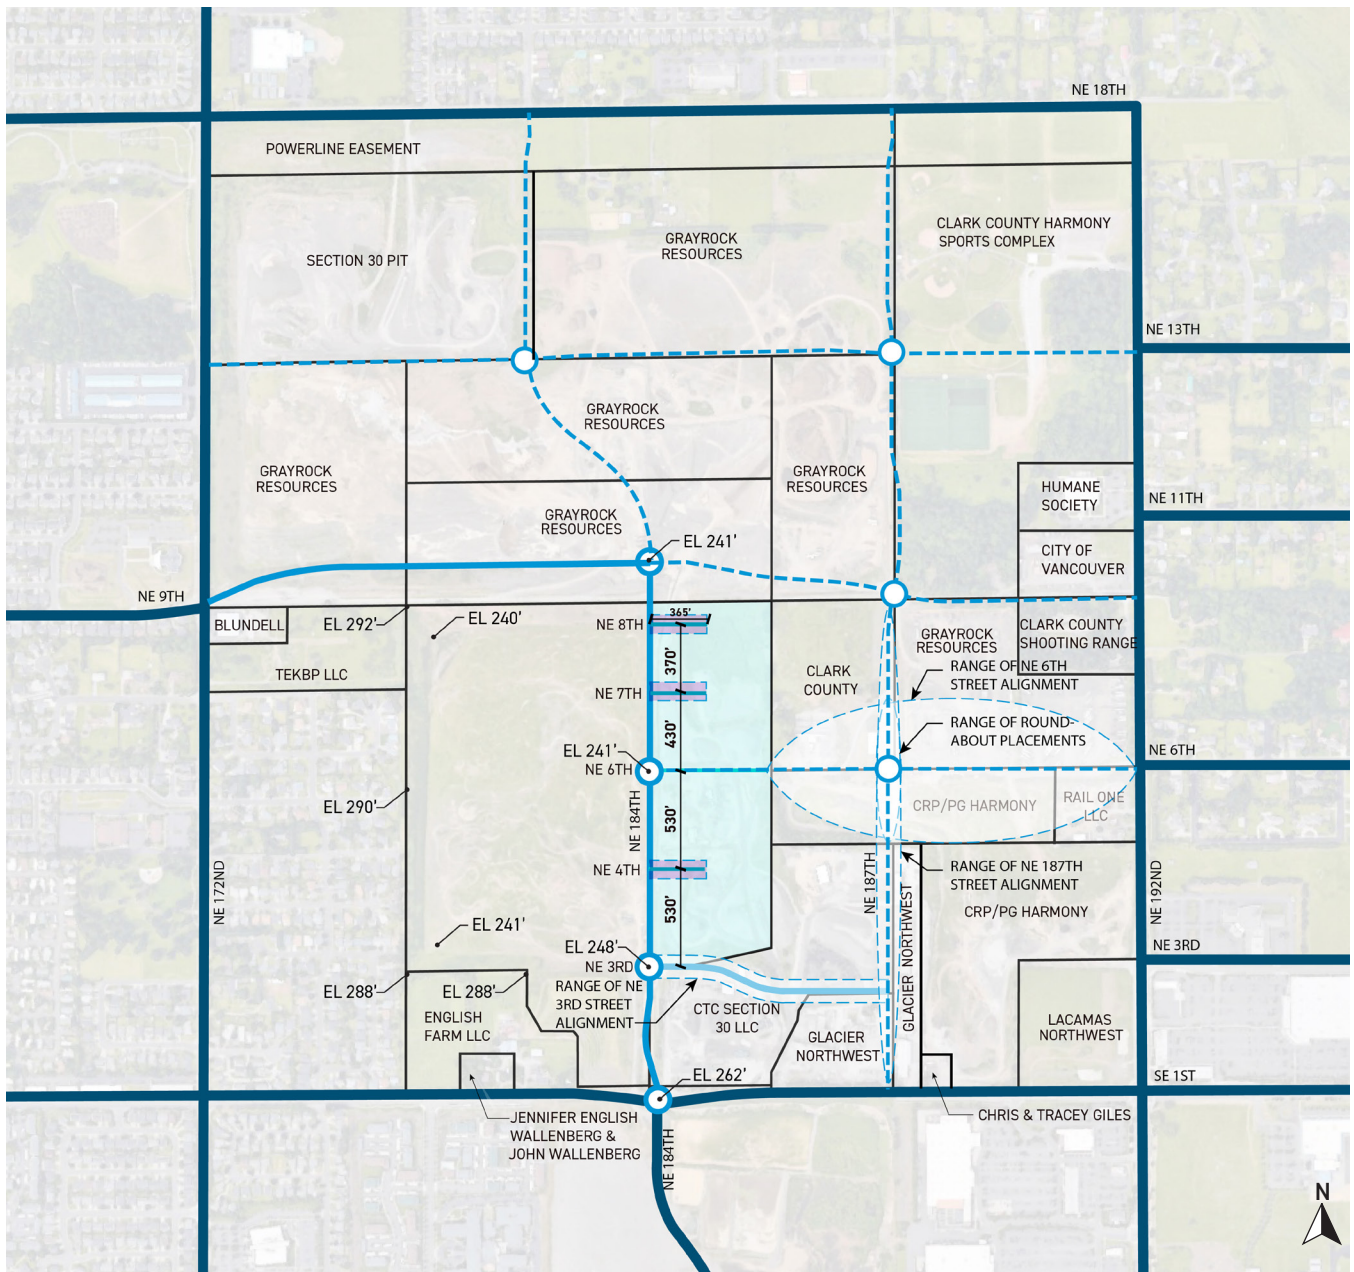 NE 18TH
POWERLINE EASEMENT
CLARK COUNTY HARMONY
SPORTS COMPLEX
GRAYROCK
RESOURCES
SECTION 30 PIT
NE 13TH
GRAYROCK
RESOURCES
GRAYROCK
RESOURCES
GRAYROCK
RESOURCES
HUMANE
SOCIETY
NE 11TH
GRAYROCK
RESOURCES
EL 241'
CITY OF
VANCOUVER
NE 9TH
BLUNDELL
EL 292'
EL 240'
NE 8TH
365'
GRAYROCK
RESOURCES
CLARK COUNTY
SHOOTING RANGE
TEKBP LLC
370'
CLARK
COUNTY
RANGE OF NE 6TH
STREET ALIGNMENT
NE 7TH
430'
RANGE OF ROUND-
ABOUT PLACEMENTS
EL 241'
NE 6TH
NE 6TH
EL 290'
NE 184TH
530'
CRP/PG HARMONY
RAIL ONE
LLC
NE 172ND
NE 4TH
NE 187TH
RANGE OF NE 187TH
STREET ALIGNMENT
NE 192ND
530'
GLACIER NORTHWEST
CRP/PG HARMONY
EL 241'
EL 248'
NE 3RD
NE 3RD
EL 288'
EL 288'
RANGE OF NE
3RD STREET
ALIGNMENT
CTC SECTION
30 LLC
ENGLISH
FARM LLC
GLACIER
NORTHWEST
LACAMAS
NORTHWEST
EL 262'
SE 1ST
JENNIFER ENGLISH
WALLENBERG &
JOHN WALLENBERG
NE 184TH
CHRIS & TRACEY GILES
N